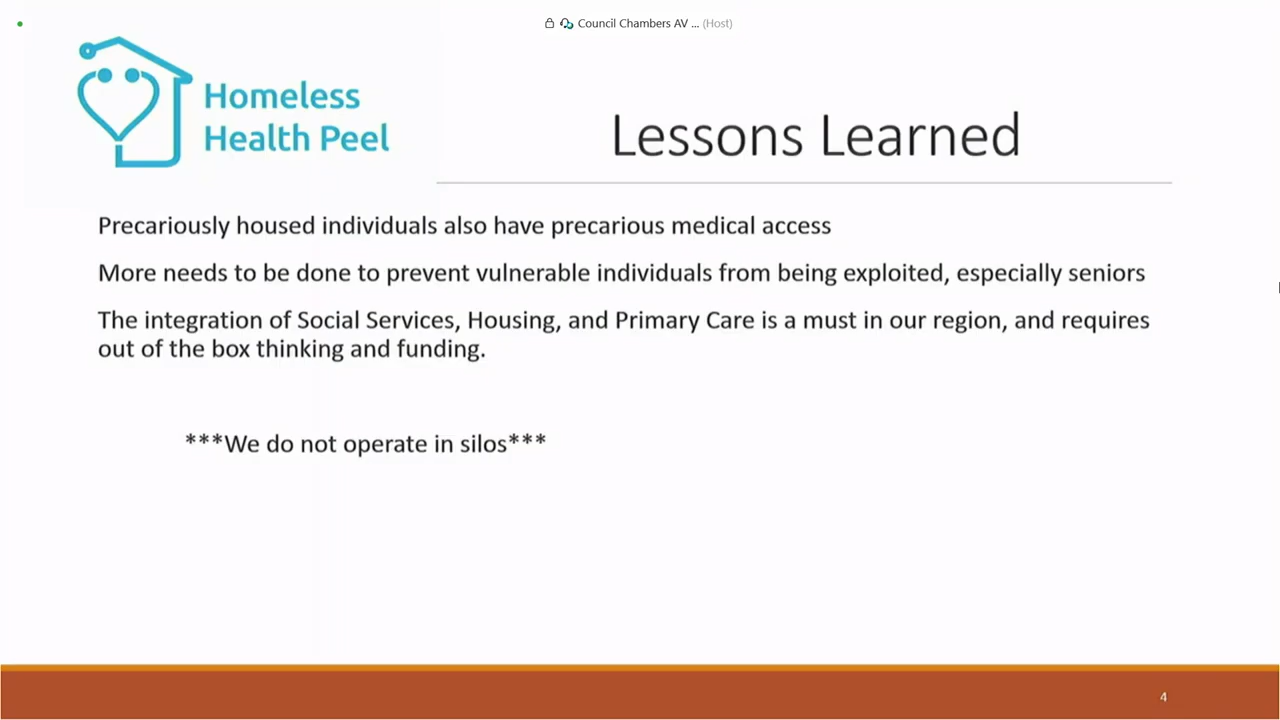 Council Chambers AV ... (Host)
Homeless
Health Peel
Lessons Learned
Precariously housed individuals also have precarious medical access
More needs to be done to prevent vulnerable individuals from being exploited, especially seniors
The integration of Social Services, Housing, and Primary Care is a must in our region, and requires
out of the box thinking and funding.
***We do not operate in silos***
4